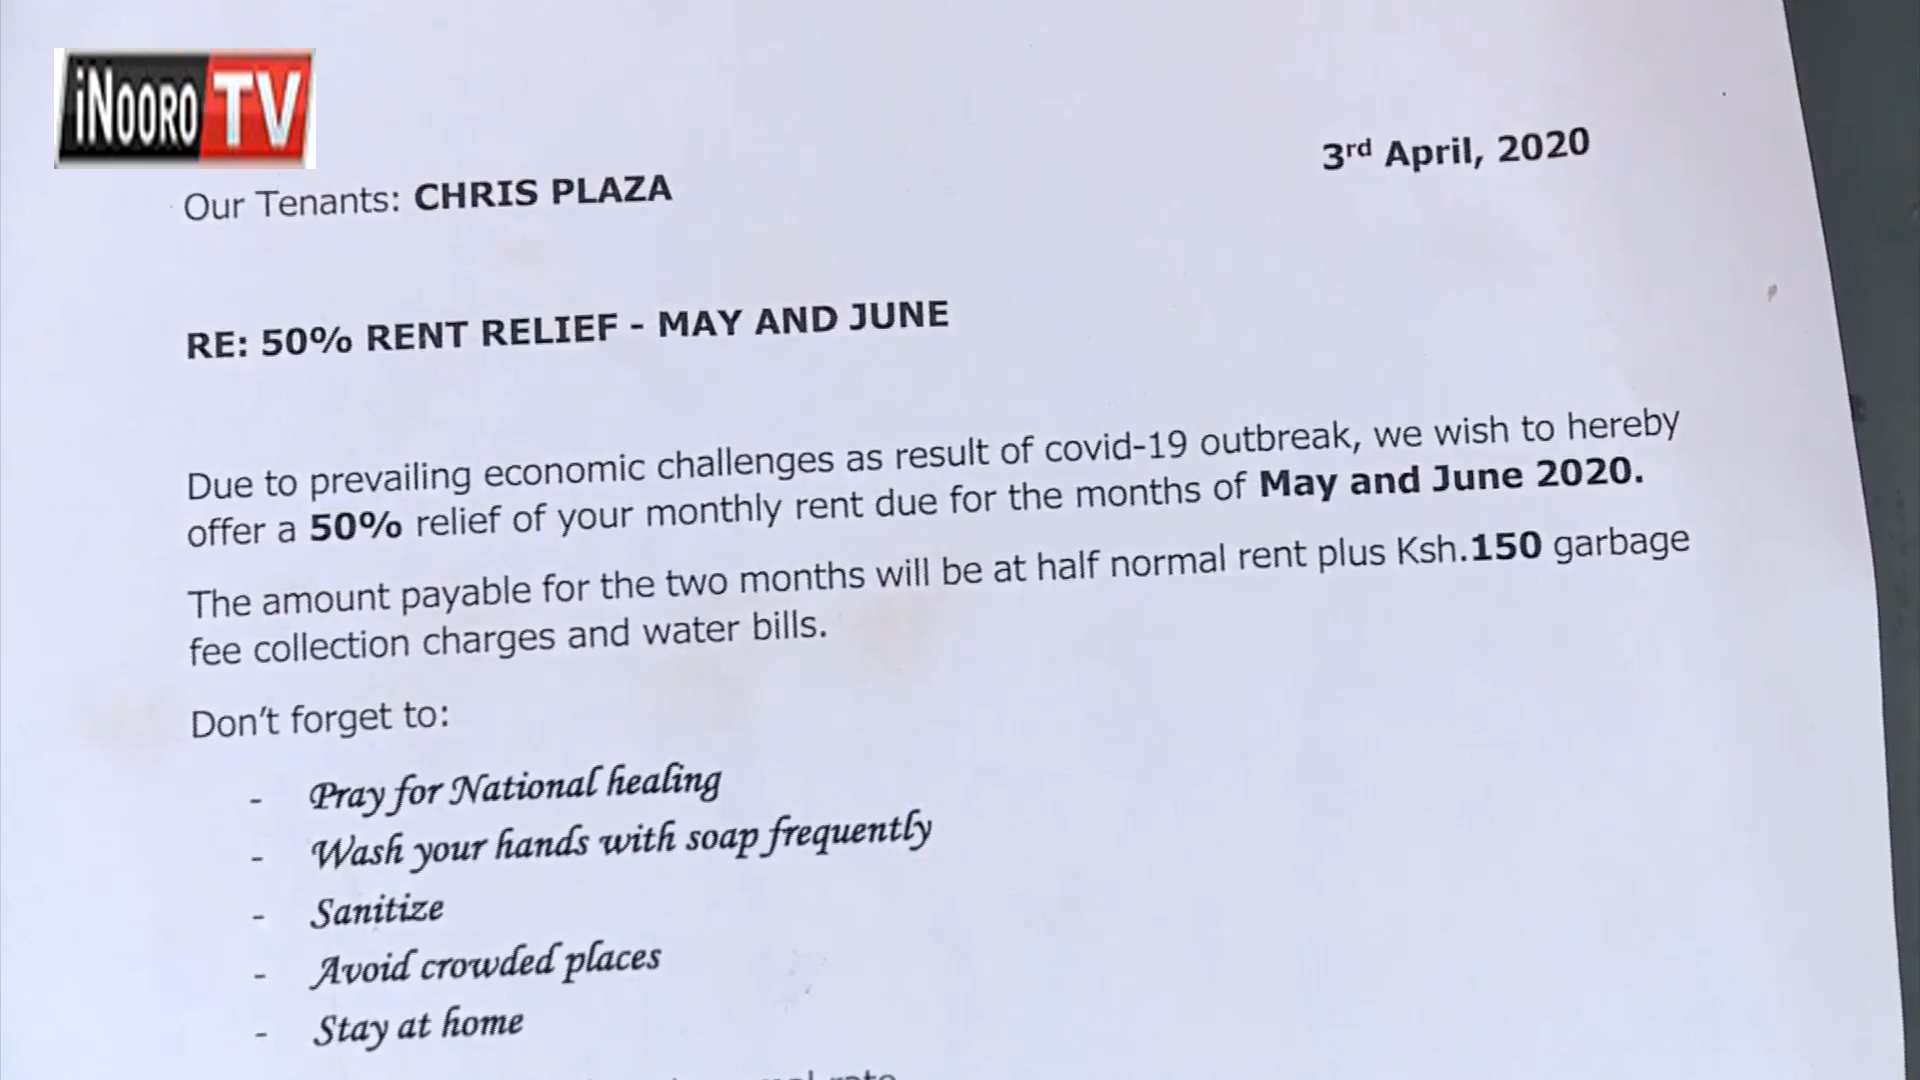 iNOORO TV
3rd April, 2020
Our Tenants: CHRIS PLAZA
RE: 50% RENT RELIEF - MAY AND JUNE
Due to prevailing economic challenges as result of covid-19 outbreak, we wish to hereby
offer a 50% relief of your monthly rent due for the months of May and June 2020.
The amount payable for the two months will be at half normal rent plus Ksh.150 garbage
fee collection charges and water bills.
Don't forget to:
- Pray for National healing
- Wash your hands with soap frequently
- Sanitize
- Avoid crowded places
- Stay at home